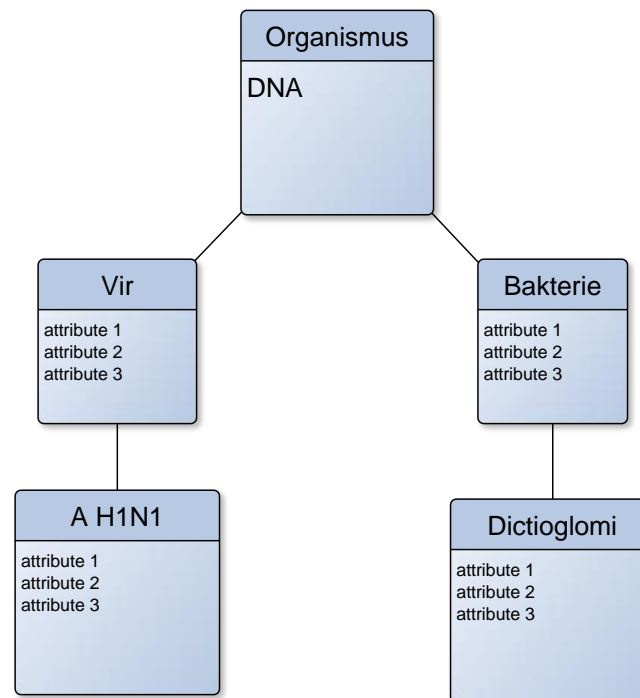 Organismus
DNA
Vir
attribute 1
attribute 2
attribute 3
Bakterie
attribute 1
attribute 2
attribute 3
A H1N1
attribute 1
attribute 2
attribute 3
Dictioglomi
attribute 1
attribute 2
attribute 3